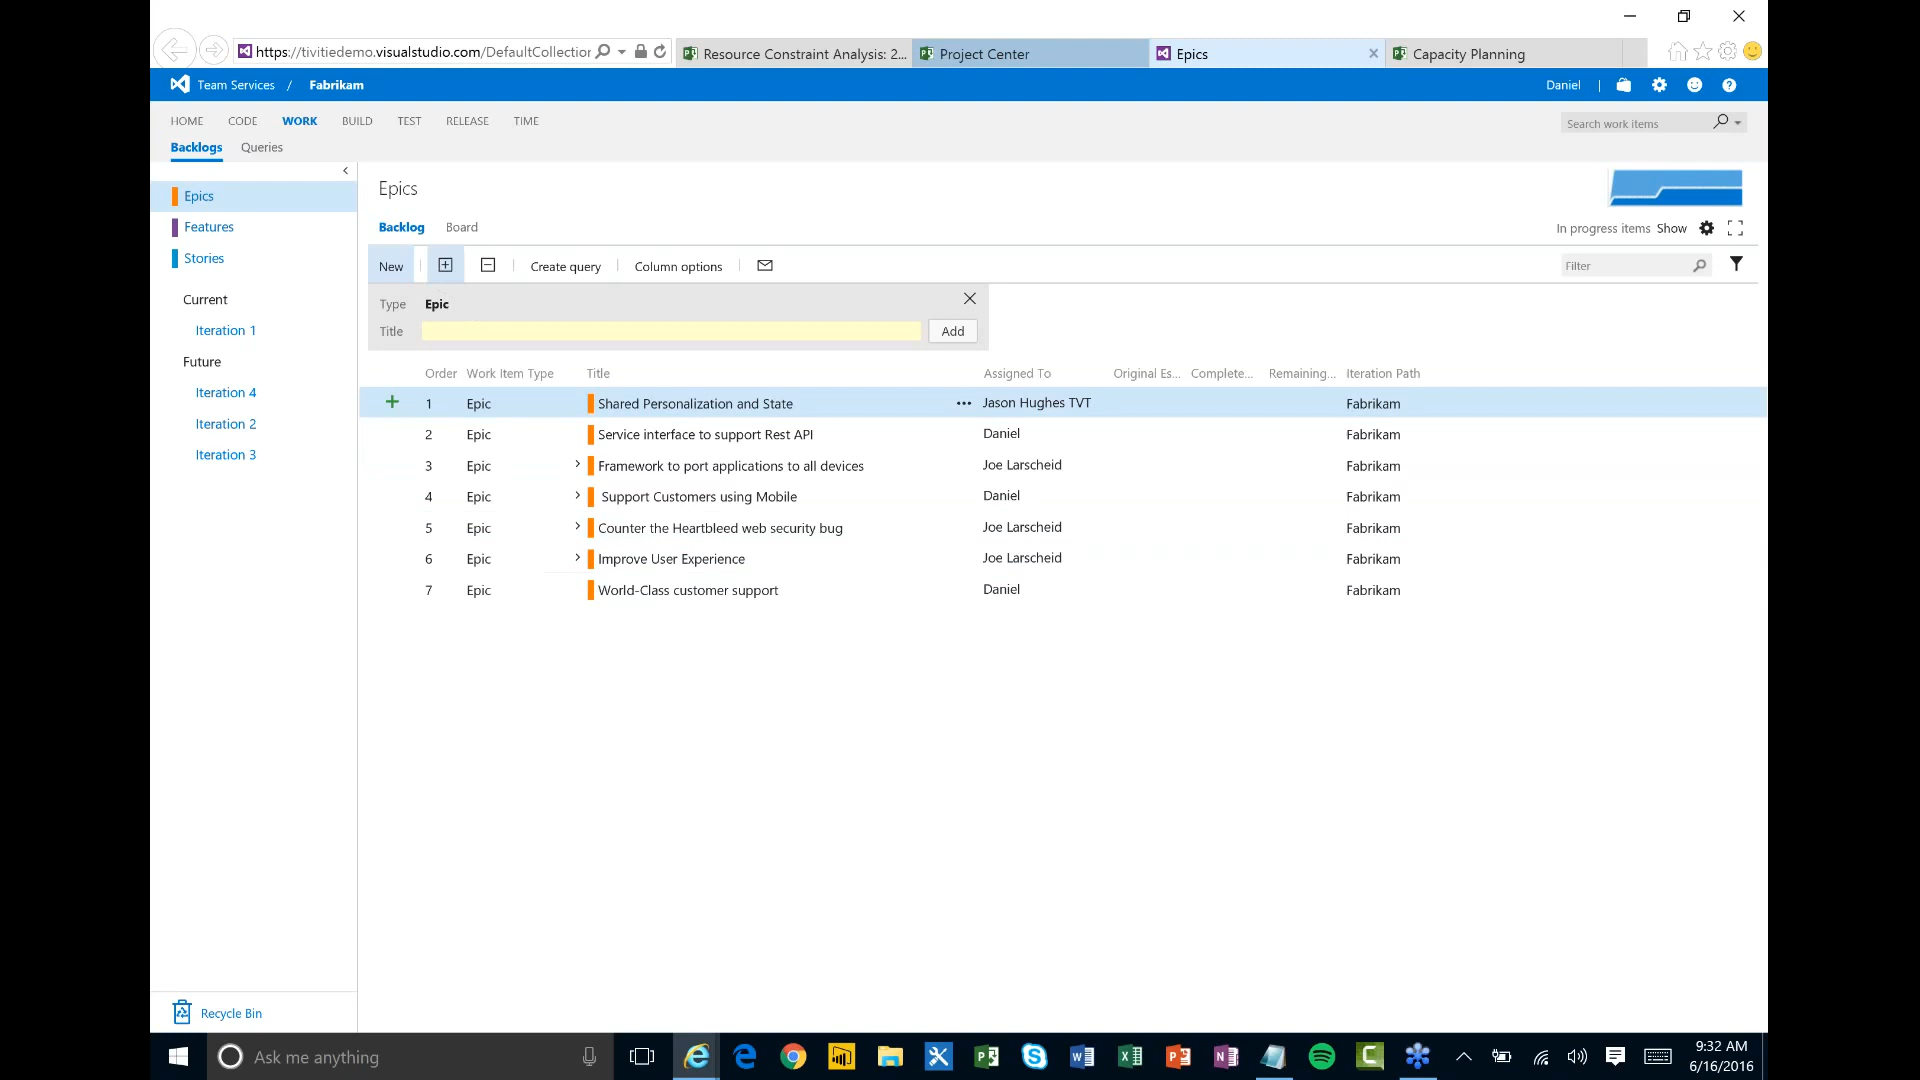 https://tivitiedemo.visualstudio.com/DefaultCollection
Resource Constraint Analysis: 2...
Project Center
Epics
Capacity Planning
Team Services / Fabrikam
Daniel
HOME CODE WORK BUILD TEST RELEASE TIME
Search work items
Backlogs Queries
Epics
Features
Stories
Current
Iteration 1
Future
Iteration 4
Iteration 2
Iteration 3
Recycle Bin
Epics
Backlog Board
In progress items Show
New Create query Column options
Filter
Type Epic
Title Add
Order Work Item Type Title Assigned To Original Es... Complete... Remaining... Iteration Path
1 Epic Shared Personalization and State ••• Jason Hughes TVT Fabrikam
2 Epic Service interface to support Rest API Daniel Fabrikam
3 Epic Framework to port applications to all devices Joe Larscheid Fabrikam
4 Epic Support Customers using Mobile Daniel Fabrikam
5 Epic Counter the Heartbleed web security bug Joe Larscheid Fabrikam
6 Epic Improve User Experience Joe Larscheid Fabrikam
7 Epic World-Class customer support Daniel Fabrikam
Ask me anything
9:32 AM
6/16/2016